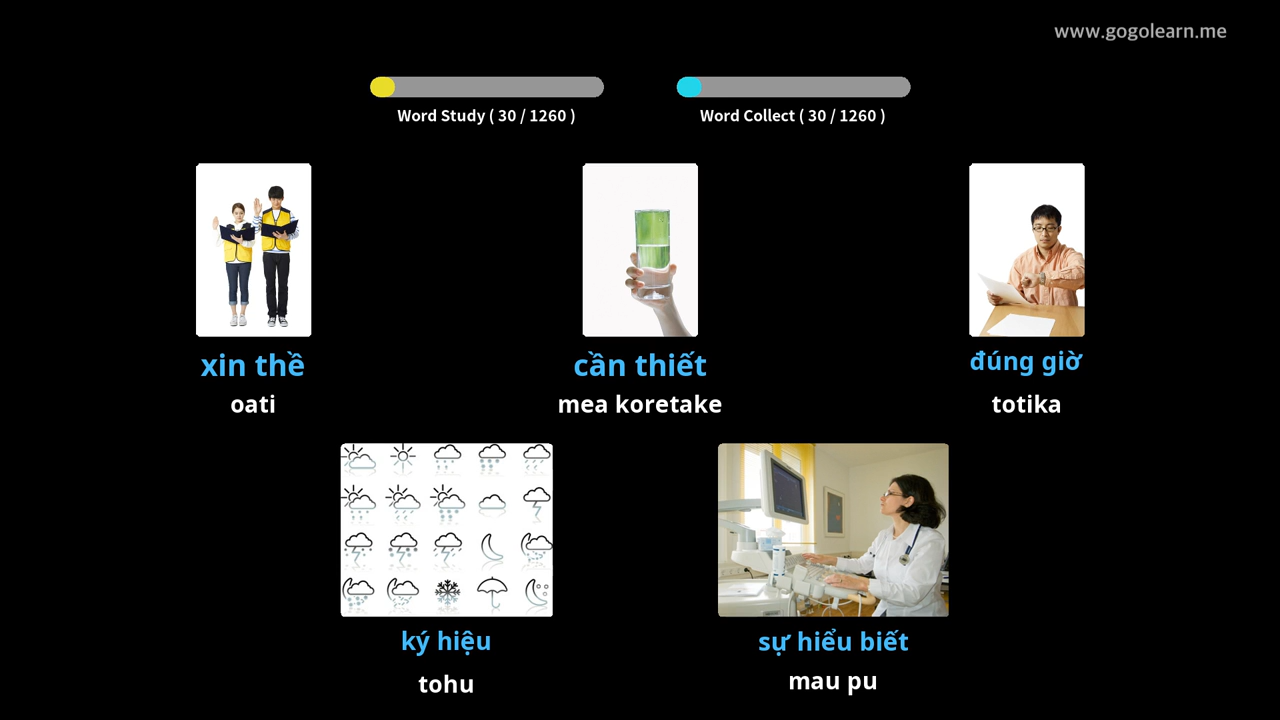 www.gogolearn.me
Word Study ( 30 / 1260 )
Word Collect ( 30 / 1260 )
xin thề
cần thiết
đúng giờ
oati
mea koretake
totika
ký hiệu
sự hiểu biết
tohu
mau pu